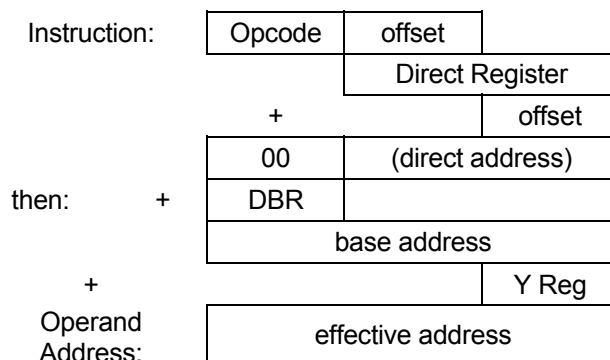 Instruction: Opcode offset
Direct Register
+ offset
00 (direct address)
then: + DBR
base address
+ Y Reg
Operand
Address: effective address